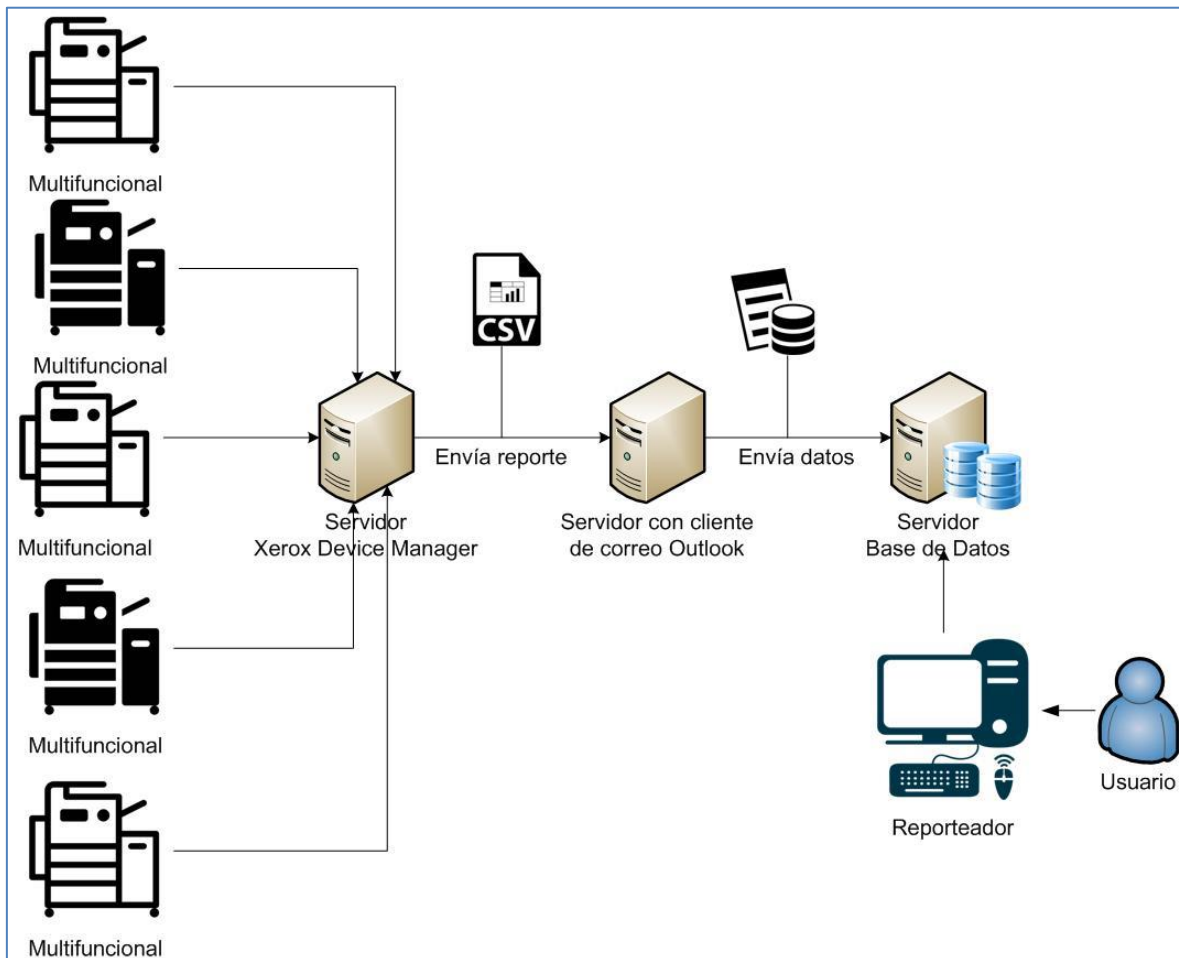 Multifuncional
Multifuncional
Multifuncional
Multifuncional
Multifuncional
CSV
Envía reporte
Envía datos
Servidor
Xerox Device Manager
Servidor con cliente
de correo Outlook
Servidor
Base de Datos
Reporteador
Usuario